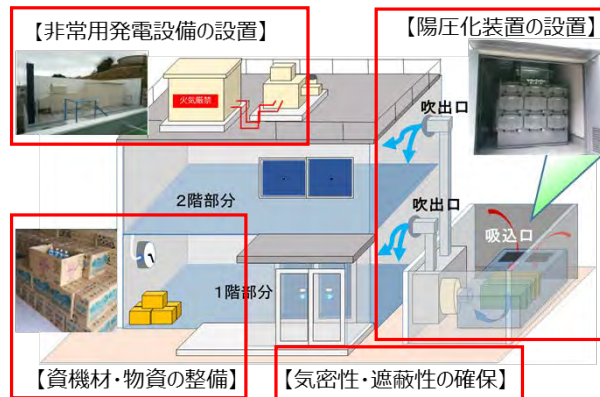 【非常用発電設備の設置】
【陽圧化装置の設置】
火気厳禁
吹出口
2階部分
吹出口
吸込口
1階部分
【資機材・物資の整備】
【気密性・遮蔽性の確保】